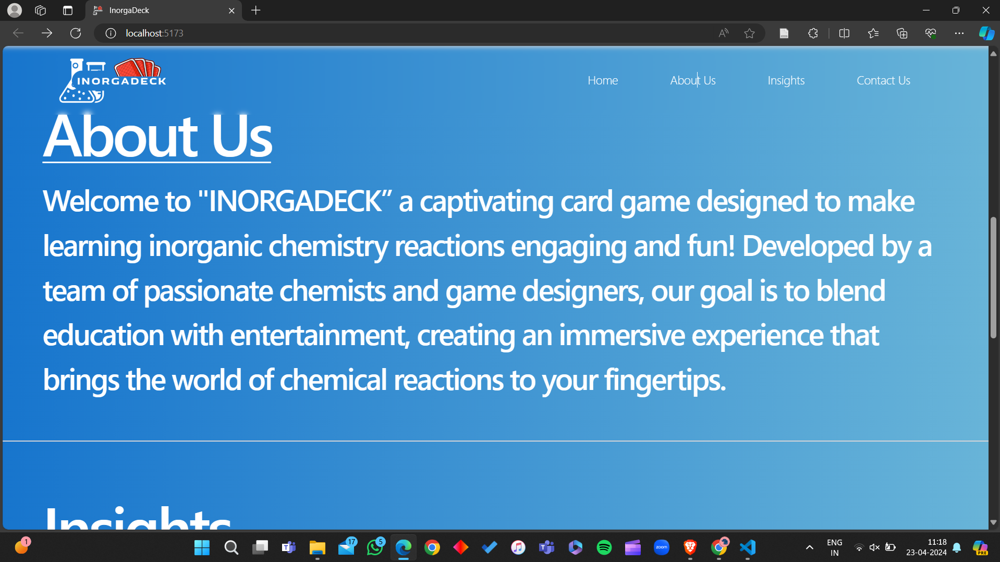 InorgaDeck
localhost:5173
INORGADECK
Home
About Us
Insights
Contact Us
About Us
Welcome to "INORGADECK” a captivating card game designed to make
learning inorganic chemistry reactions engaging and fun! Developed by a
team of passionate chemists and game designers, our goal is to blend
education with entertainment, creating an immersive experience that
brings the world of chemical reactions to your fingertips.
Insights
1
17
5
zoom
ENG
IN
11:18
23-04-2024
PRE